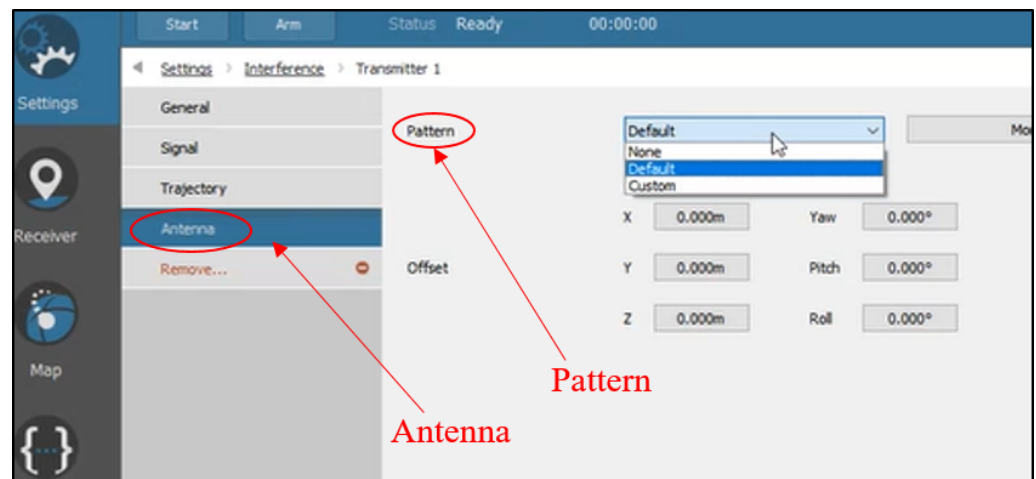 Start Arm Status Ready 00:00:00
Settings > Interference > Transmitter 1
Settings
Receiver
Map
General
Signal
Trajectory
Antenna
Remove...
Pattern
Default
None
Default
Custom
X 0.000m Yaw 0.000°
Offset Y 0.000m Pitch 0.000°
Z 0.000m Roll 0.000°
Pattern
Antenna